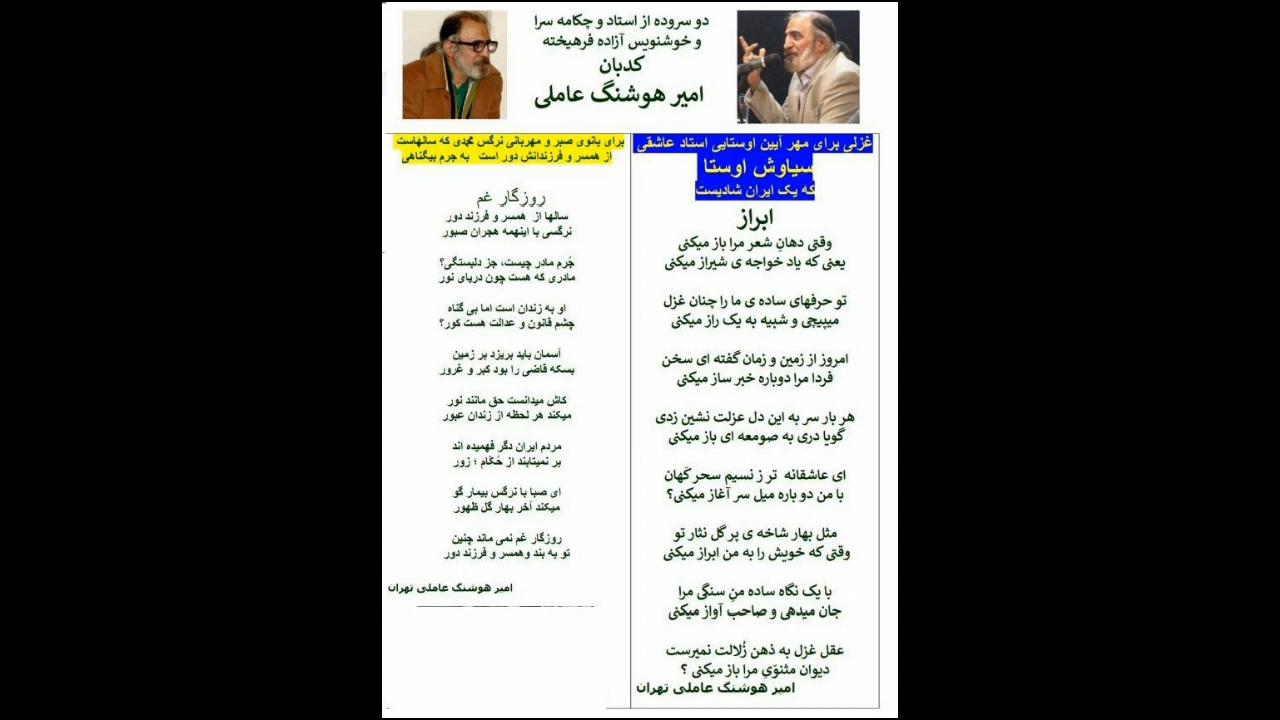 دو سروده از استاد و چکامه سرا
و خوشنویس آزاده فرهیخته
کدبان
امیر هوشنگ عاملی
غزلی برای مهر آیین اوستایی استاد عاشقی
سیاوش اوستا
که یک ایران شادیست
ابراز
وقتی دهانِ شعر مرا باز میکنی
یعنی که یاد خواجه ی شیراز میکنی
تو حرفهای ساده ی ما را چنان غزل
میپیچی و شبیه به یک راز میکنی
امروز از زمین و زمان گفته ای سخن
فردا مرا دوباره خبر ساز میکنی
هر بار سر به این دل عزلت نشین زدی
گویا دری به صومعه ای باز میکنی
ای عاشقانه تر ز نسیم سحر گهان
با من دو باره میل سر آغاز میکنی؟
مثل بهار شاخه ی پر گل نثار تو
وقتی که خویش را به من ابراز میکنی
با یک نگاه ساده منِ سنگی مرا
جان میدهی و صاحب آواز میکنی
عقل غزل به ذهن زُلالت نمیرست
دیوان مثنوَیِ مرا باز میکنی ؟
امیر هوشنگ عاملی تهران
برای بانوی صبر و مهربانی نرگس محمدی که سالهاست
از همسر و فرزندانش دور است به جرم بیگناهی
روزگارِ غم
سالها از همسر و فرزند دور
نرگسی با اینهمه هجران صبور
جُرم مادر چیست، جز دلبستگی؟
مادری که هست چون دریای نور
او به زندان است اما بی گناه
چشم قانون و عدالت هست کور؟
آسمان باید بریزد بر زمین
بسکه قاضی را بود کبر و غرور
کاش میدانست حق مانند نور
میکند هر لحظه از زندان عبور
مردم ایران دگر فهمیده اند
بر نمیتابند از حُکّام ؛ زور
ای صبا با نرگس بیمار گو
میکند آخر بهار گل ظهور
روزگار غم نمی ماند چنین
تو به بند وهمسر و فرزند دور
امیر هوشنگ عاملی تهران